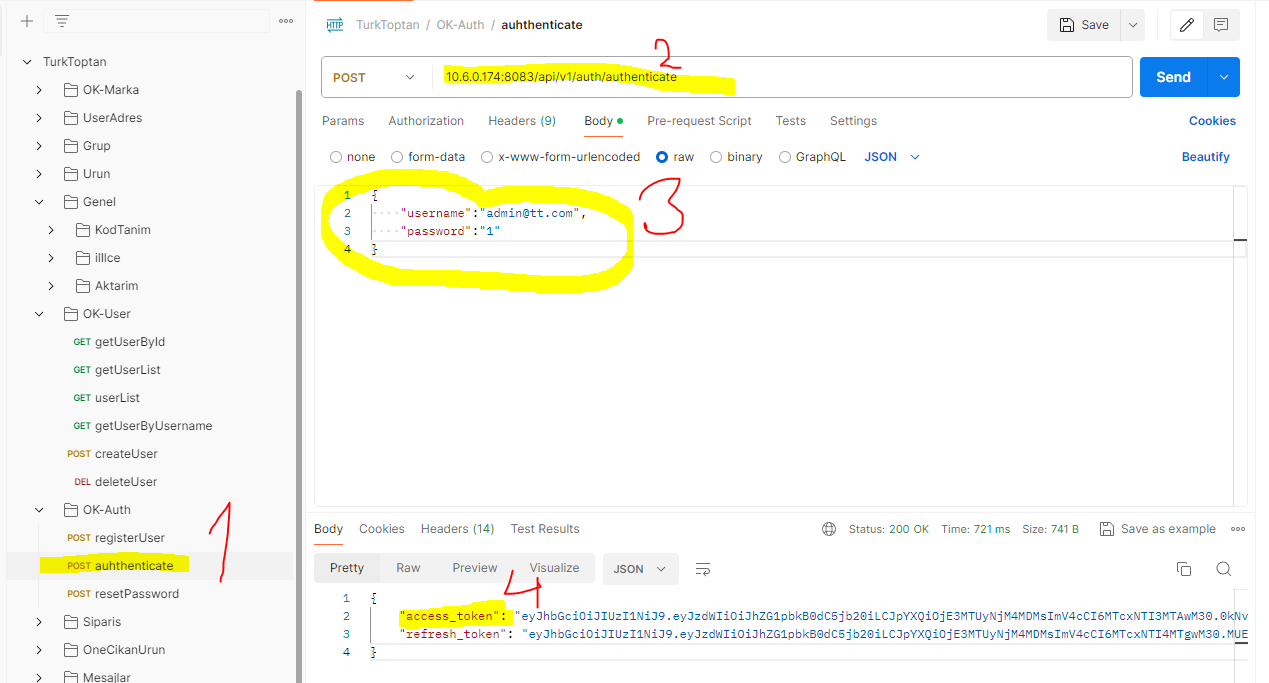 TurkToptan
OK-Marka
UserAdres
Grup
Urun
Genel
KodTanim
illlce
Aktarim
OK-User
GET getUserById
GET getUserList
GET userList
GET getUserByUsername
POST createUser
DEL deleteUser
OK-Auth
POST registerUser
POST auhthenticate
POST resetPassword
Siparis
OneCikanUrun
Mesajlar
1
HTTP TurkToptan / OK-Auth / auhthenticate
Save
2
POST 10.6.0.174:8083/api/v1/auth/authenticate Send
Params Authorization Headers (9) Body Pre-request Script Tests Settings Cookies
none form-data x-www-form-urlencoded raw binary GraphQL JSON Beautify
1 {
2 "username":"admin@tt.com",
3 "password":"1"
4 }
3
Body Cookies Headers (14) Test Results Status: 200 OK Time: 721 ms Size: 741 B Save as example
Pretty Raw Preview Visualize JSON
4
1 {
2 "access_token": "eyJhbGciOiJIUzI1NiJ9.eyJzdWIiOiJhZG1pbkB0dC5jb20iLCJpYXQiOjE3MTUyNjM4MDMsImV4cCI6MTcxNTI3MTAwM30.0kNv
3 "refresh_token": "eyJhbGciOiJIUzI1NiJ9.eyJzdWIiOiJhZG1pbkB0dC5jb20iLCJpYXQiOjE3MTUyNjM4MDMsImV4cCI6MTcxNTI4MTgwM30.MUE
4 }